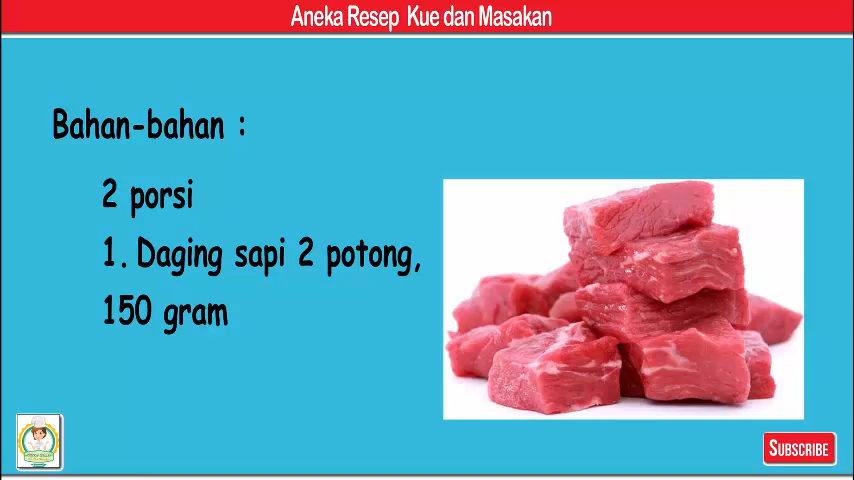 Aneka Resep Kue dan Masakan
Bahan-bahan :
2 porsi
1. Daging sapi 2 potong,
150 gram
SUBSCRIBE